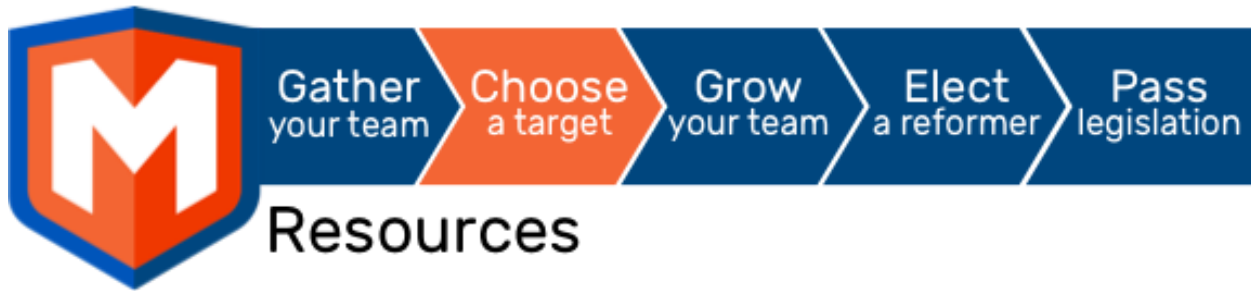 M
Gather
your team
Choose
a target
Grow
your team
Elect
a reformer
Pass
legislation
Resources